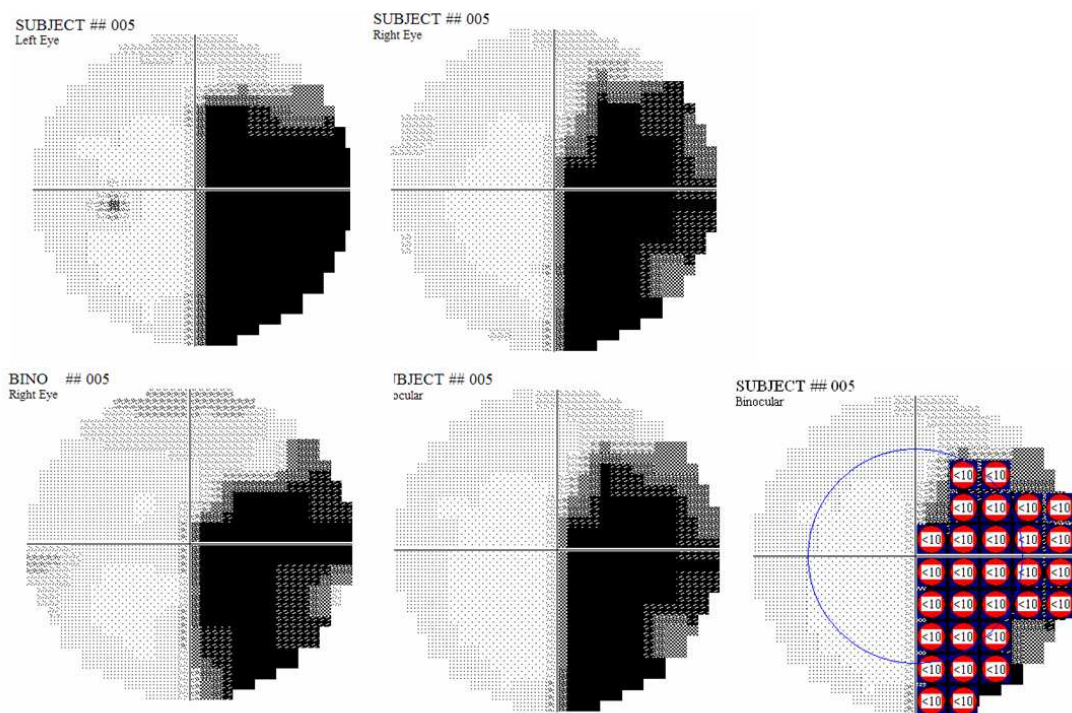 SUBJECT ## 005
Left Eye
SUBJECT ## 005
Right Eye
BINO ## 005
Right Eye
UBJECT ## 005
ocular
SUBJECT ## 005
Binocular
<10 <10
<10 <10 <10 <10
<10 <10 <10 <10 <10
<10 <10 <10 <10 <10
<10 <10 <10 <10 <10
<10 <10 <10
<10 <10 <10
<10 <10